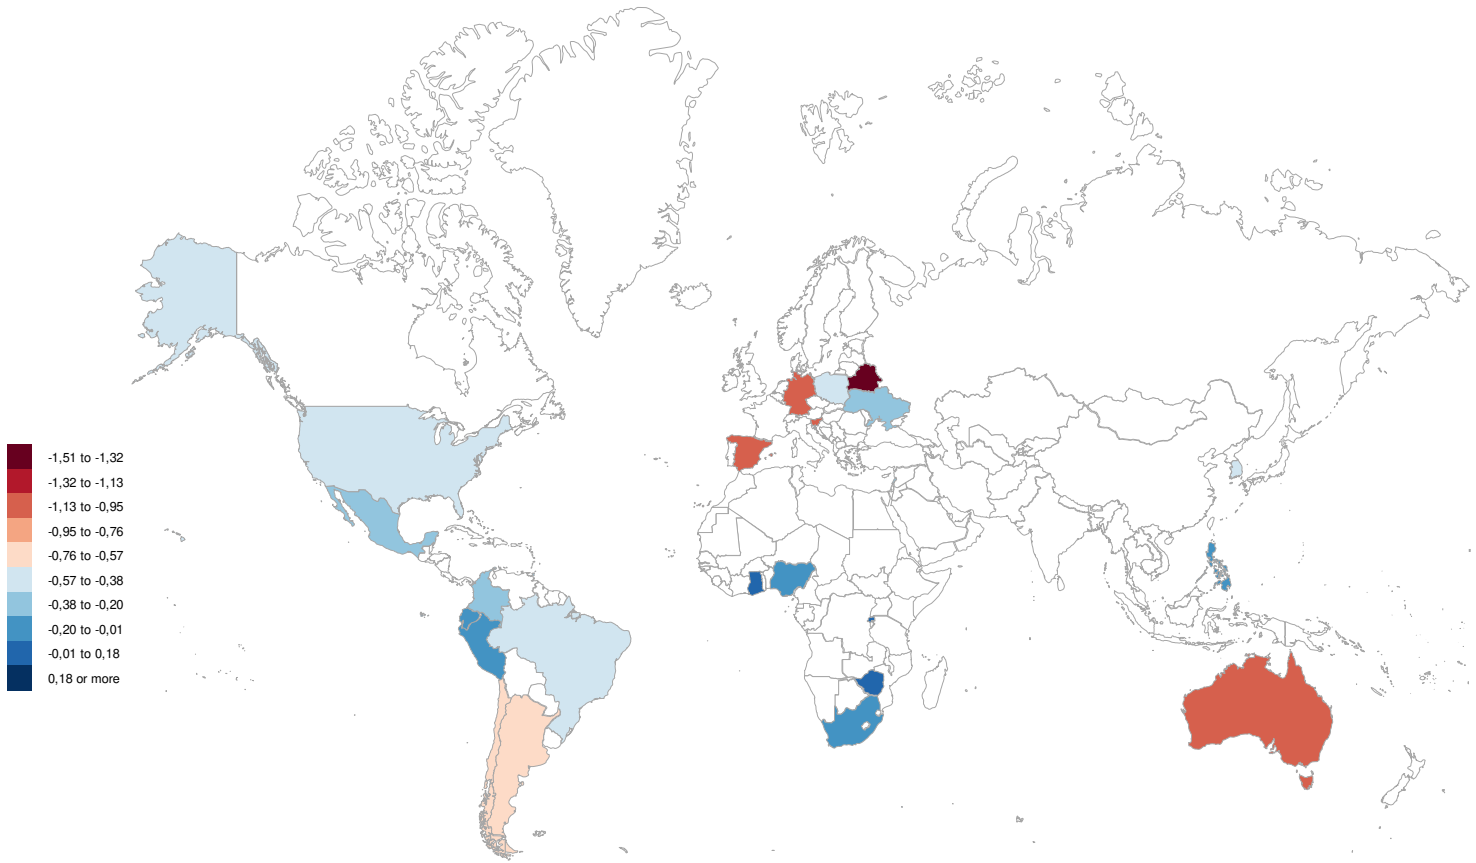 -1,51 to -1,32
-1,32 to -1,13
-1,13 to -0,95
-0,95 to -0,76
-0,76 to -0,57
-0,57 to -0,38
-0,38 to -0,20
-0,20 to -0,01
-0,01 to 0,18
0,18 or more